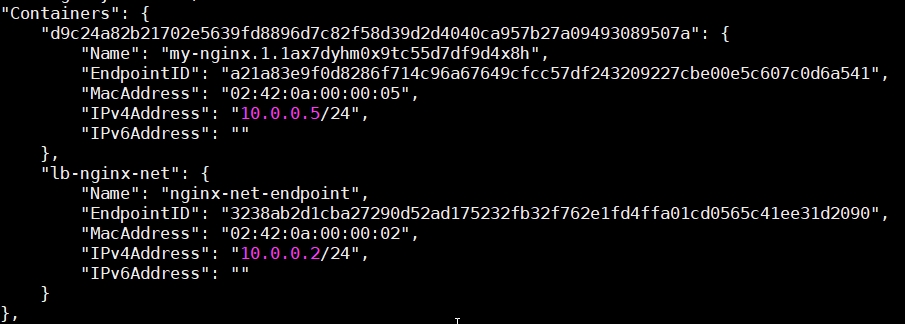 "Containers": {
    "d9c24a82b21702e5639fd8896d7c82f58d39d2d4040ca957b27a09493089507a": {
        "Name": "my-nginx.1.1ax7dyhm0x9tc55d7df9d4x8h",
        "EndpointID": "a21a83e9f0d8286f714c96a67649cfcc57df243209227cbe00e5c607c0d6a541",
        "MacAddress": "02:42:0a:00:00:05",
        "IPv4Address": "10.0.0.5/24",
        "IPv6Address": ""
    },
    "lb-nginx-net": {
        "Name": "nginx-net-endpoint",
        "EndpointID": "3238ab2d1cba27290d52ad175232fb32f762e1fd4ffa01cd0565c41ee31d2090",
        "MacAddress": "02:42:0a:00:00:02",
        "IPv4Address": "10.0.0.2/24",
        "IPv6Address": ""
    }
},